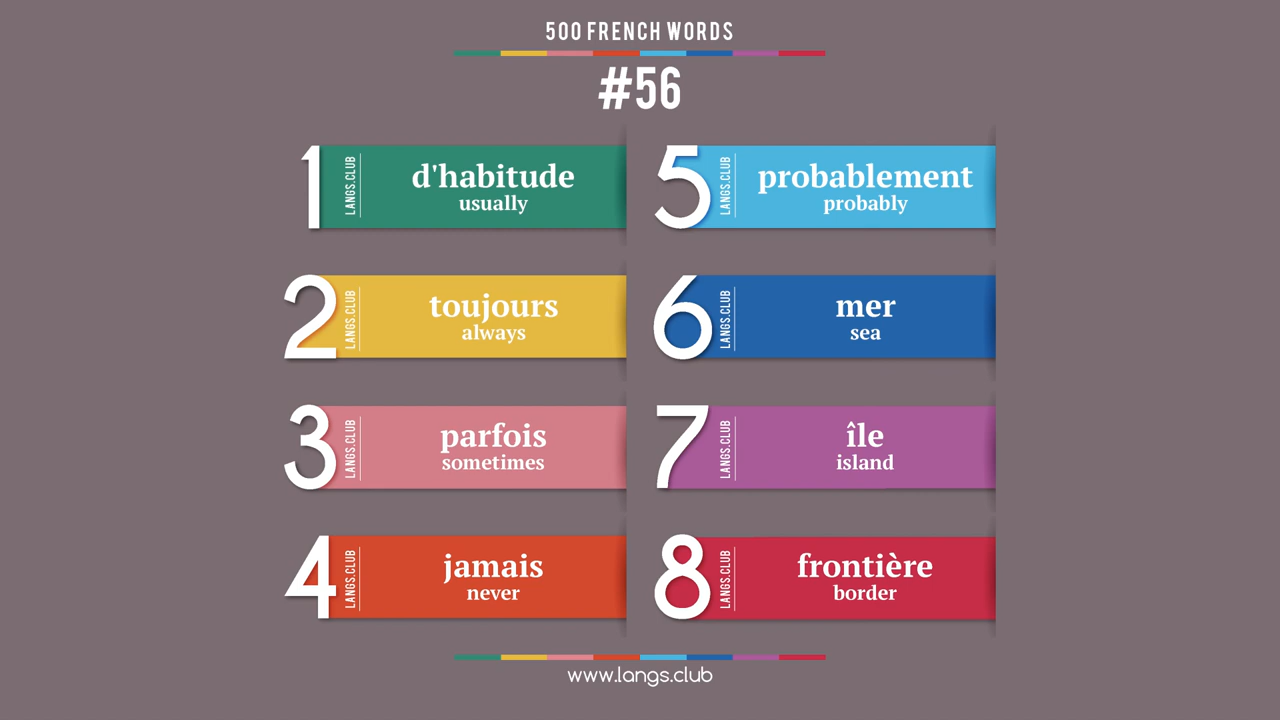 500 FRENCH WORDS
#56
1
LANGS.CLUB
d'habitude
usually
2
LANGS.CLUB
toujours
always
3
LANGS.CLUB
parfois
sometimes
4
LANGS.CLUB
jamais
never
5
LANGS.CLUB
probablement
probably
6
LANGS.CLUB
mer
sea
7
LANGS.CLUB
île
island
8
LANGS.CLUB
frontière
border
www.langs.club